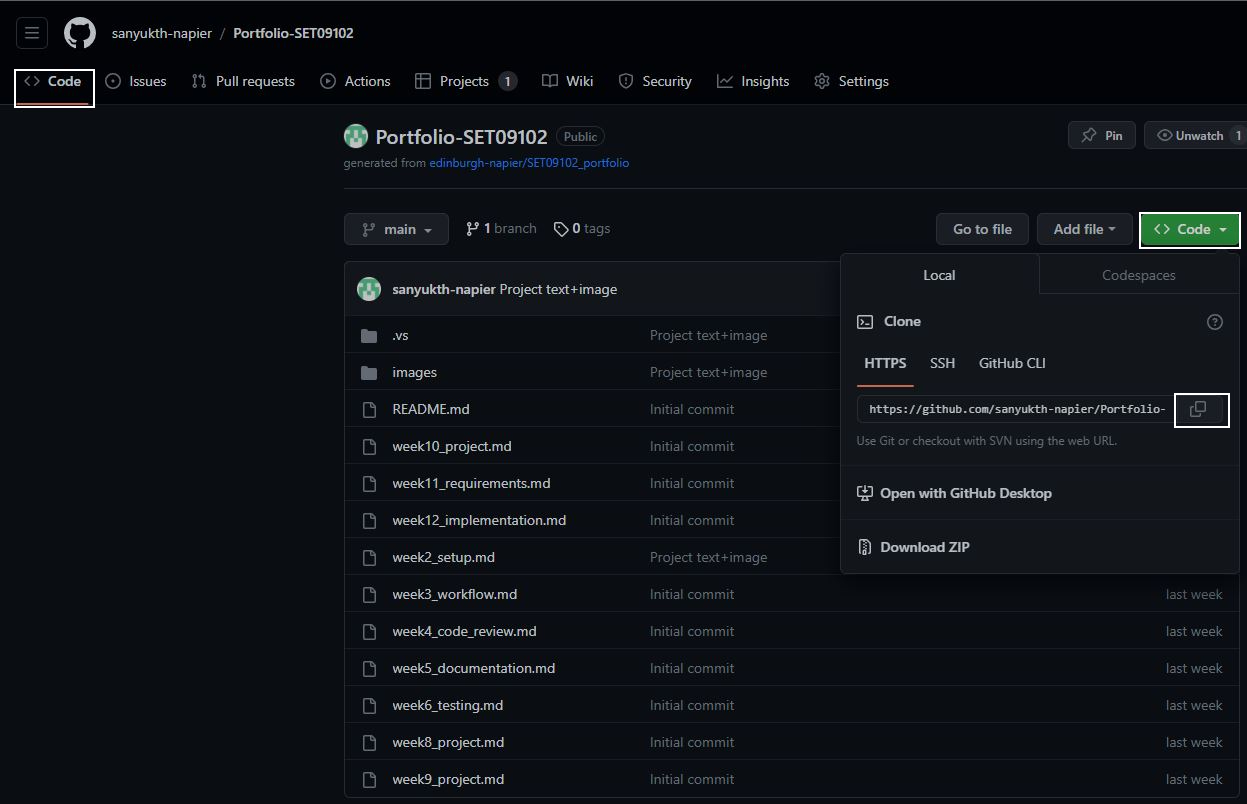 sanyukth-napier / Portfolio-SET09102
<> Code Issues Pull requests Actions Projects 1 Wiki Security Insights Settings
Portfolio-SET09102 Public Pin Unwatch 1
generated from edinburgh-napier/SET09102_portfolio
main 1 branch 0 tags Go to file Add file <> Code
Local Codespaces
sanyukth-napier Project text+image
Clone
HTTPS SSH GitHub CLI
https://github.com/sanyukth-napier/Portfolio-
Use Git or checkout with SVN using the web URL.
Open with GitHub Desktop
Download ZIP
.vs Project text+image
images Project text+image
README.md Initial commit
week10_project.md Initial commit
week11_requirements.md Initial commit
week12_implementation.md Initial commit
week2_setup.md Project text+image
week3_workflow.md Initial commit last week
week4_code_review.md Initial commit last week
week5_documentation.md Initial commit last week
week6_testing.md Initial commit last week
week8_project.md Initial commit last week
week9_project.md Initial commit last week